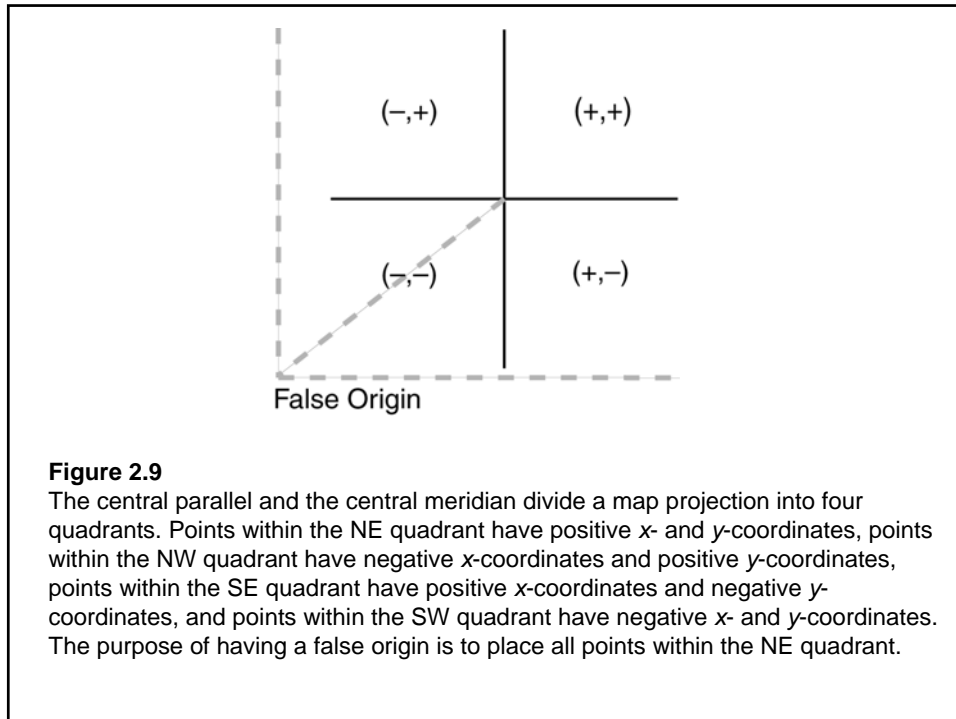 (–,+) (+,+)
(–,–) (+,–)
False Origin
Figure 2.9
The central parallel and the central meridian divide a map projection into four
quadrants. Points within the NE quadrant have positive x- and y-coordinates, points
within the NW quadrant have negative x-coordinates and positive y-coordinates,
points within the SE quadrant have positive x-coordinates and negative y-
coordinates, and points within the SW quadrant have negative x- and y-coordinates.
The purpose of having a false origin is to place all points within the NE quadrant.